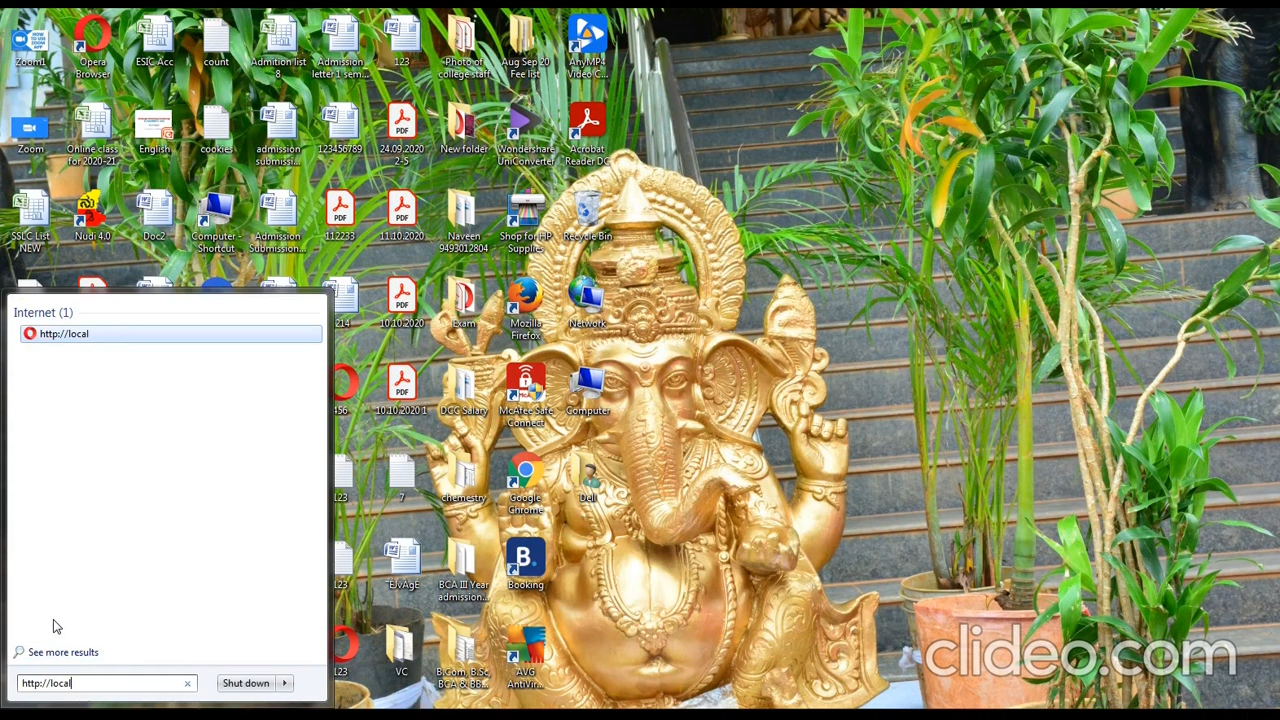 Zoom1
Opera
Browser
ESIC Acc
count
Admition list
8
Admission
letter 1 sem...
123
Photo of
college staff
Aug Sep 20
Fee list
AnyMP4
Video C...
Zoom
Online class
for 2020-21
English
cookies
admission
submissi...
123456789
PDF
24.09.2020
2-5
New folder
Wondershare
UniConverter
Acrobat
Reader DC
SSLC List
NEW
Nudi 4.0
Doc2
Computer -
Shortcut
Admission
Submission...
PDF
112233
PDF
11.10.2020
Naveen
9493012804
Shop for HP
Supplies
Recycle Bin
214
PDF
10.10.2020
Exam
Mozilla
Firefox
Network
456
PDF
10.10.2020 1
DCG Salary
McAfee Safe
Connect
Computer
123
7
chemestry
Google
Chrome
Dell
123
TEJvAgE
BCA III Year
admission...
B.
Booking
123
VC
B.Com, B.Sc,
BCA & BB...
AVG
AntiVir...
Internet (1)
http://local
See more results
http://local
Shut down
clideo.com